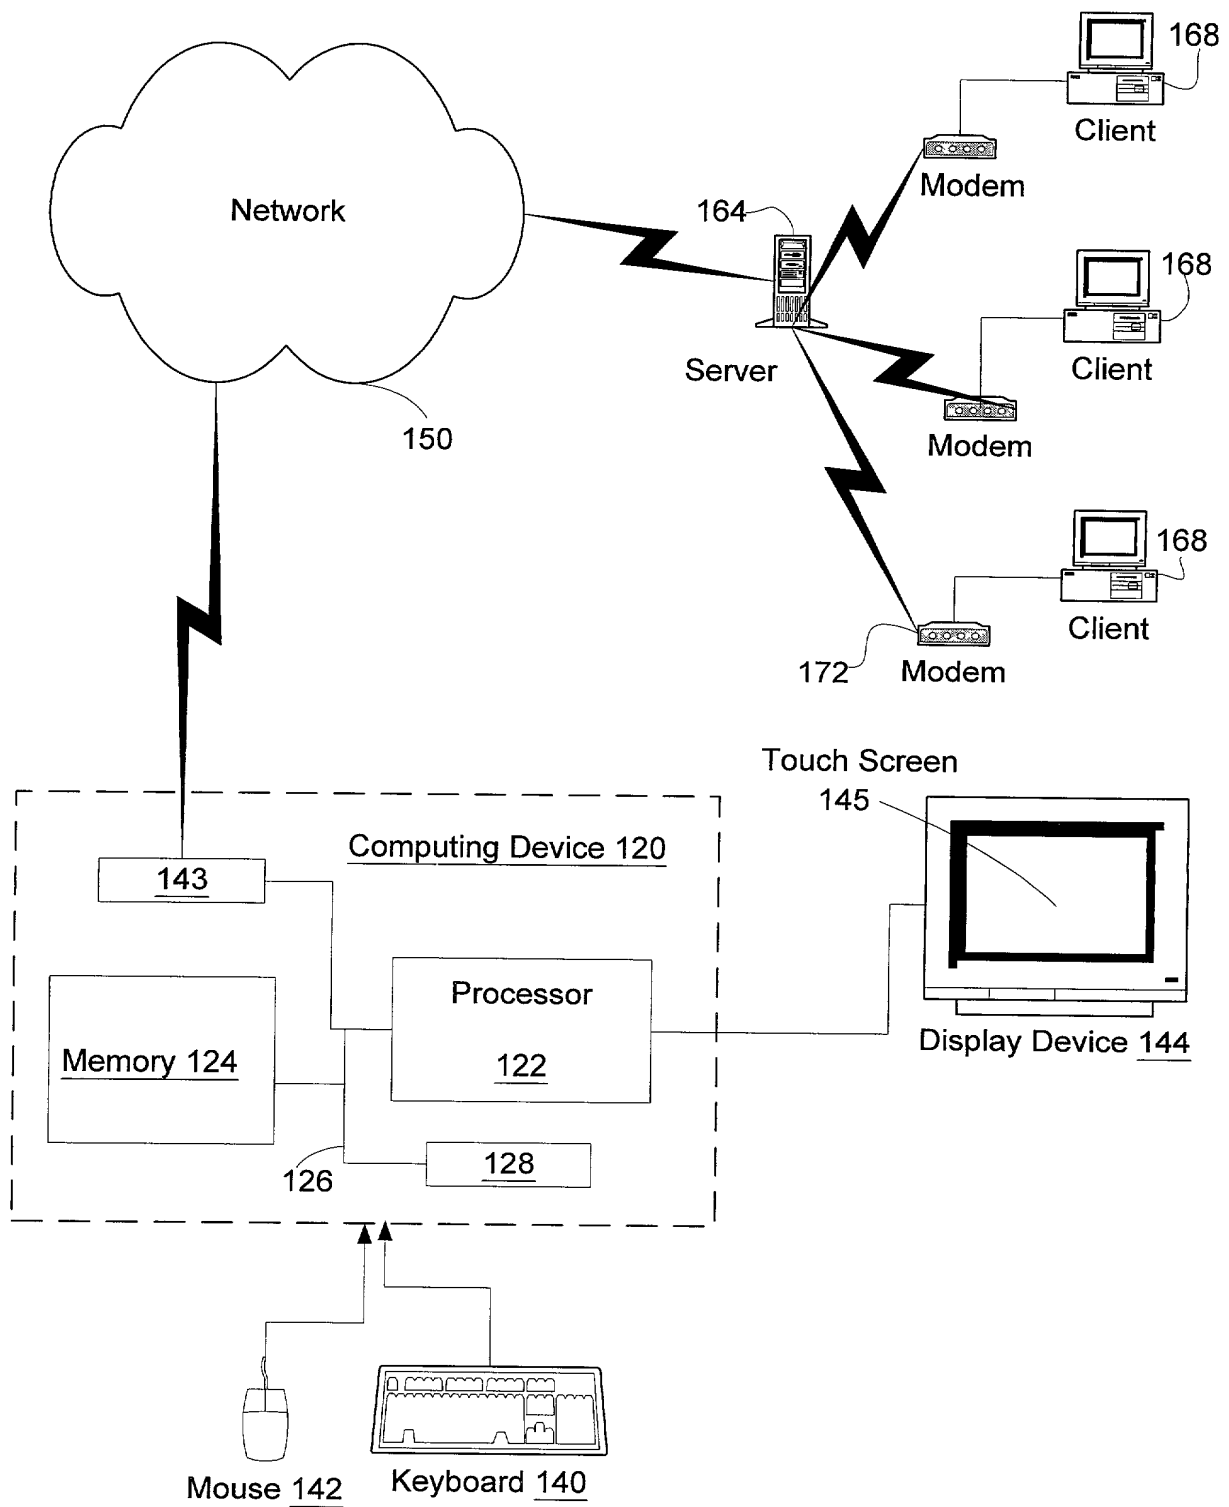 168
Client
Modem
Network
164
168
Server
Client
150
Modem
168
Client
172
Modem
Touch Screen
145
Computing Device 120
143
Processor
Memory 124
122
Display Device 144
126
128
Mouse 142
Keyboard 140